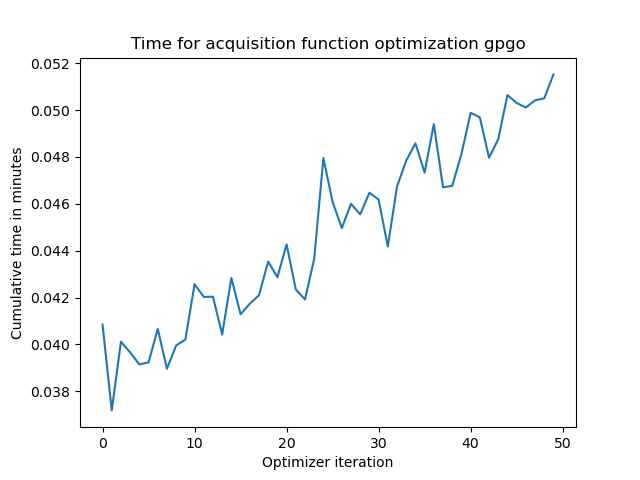 Time for acquisition function optimization gpgo
0.052
0.050
0.048
0.046
0.044
0.042
0.040
0.038
Cumulative time in minutes
0 10 20 30 40 50
Optimizer iteration